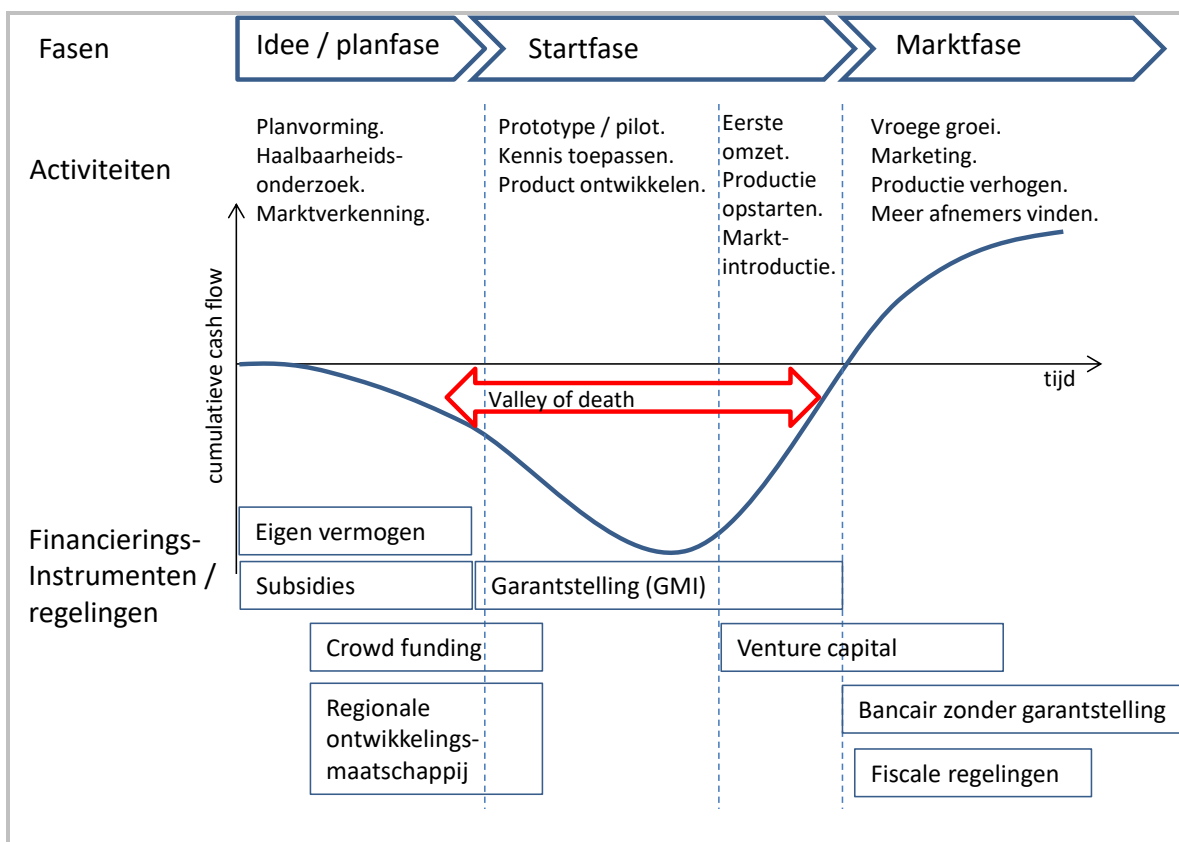 Fasen
Idee / planfase
Startfase
Marktfase
Activiteiten
Planvorming.
Haalbaarheids-
onderzoek.
Marktverkenning.
Prototype / pilot.
Kennis toepassen.
Product ontwikkelen.
Eerste
omzet.
Productie
opstarten.
Markt-
introductie.
Vroege groei.
Marketing.
Productie verhogen.
Meer afnemers vinden.
cumulatieve cash flow
tijd
Valley of death
Financierings-
Instrumenten /
regelingen
Eigen vermogen
Subsidies
Garantstelling (GMI)
Crowd funding
Venture capital
Regionale
ontwikkelings-
maatschappij
Bancair zonder garantstelling
Fiscale regelingen